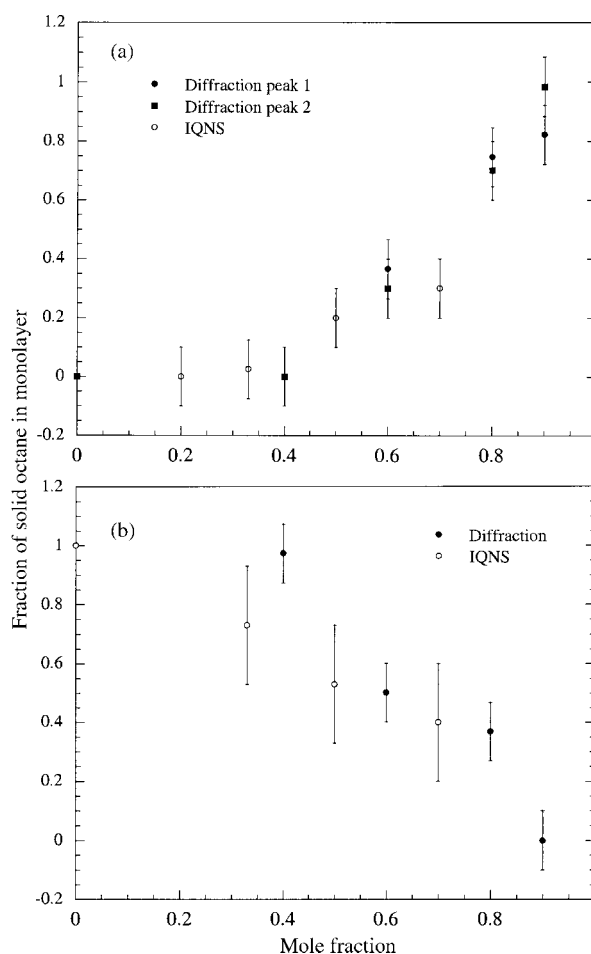 (a)
Diffraction peak 1
Diffraction peak 2
IQNS
1.2
1
0.8
0.6
0.4
0.2
0
-0.2
0 0.2 0.4 0.6 0.8
Fraction of solid octane in monolayer
(b)
Diffraction
IQNS
1.2
1
0.8
0.6
0.4
0.2
0
-0.2
0 0.2 0.4 0.6 0.8
Mole fraction